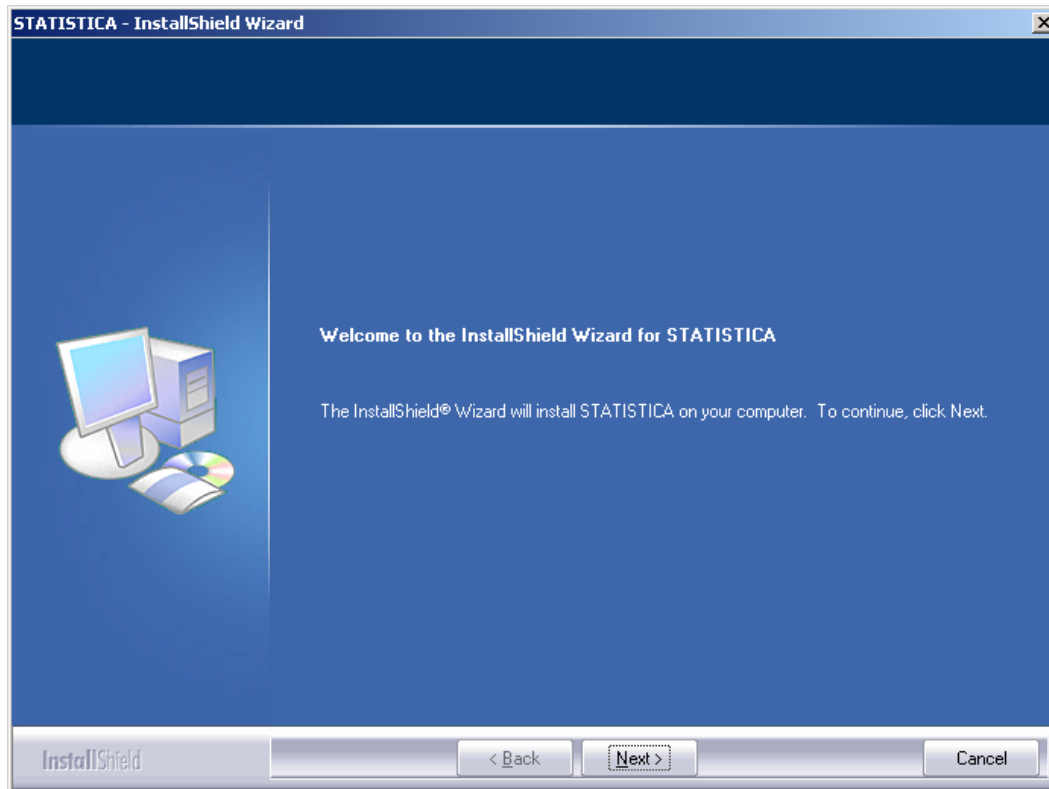 STATISTICA - InstallShield Wizard
Welcome to the InstallShield Wizard for STATISTICA
The InstallShield® Wizard will install STATISTICA on your computer.  To continue, click Next.
InstallShield
< Back
Next >
Cancel